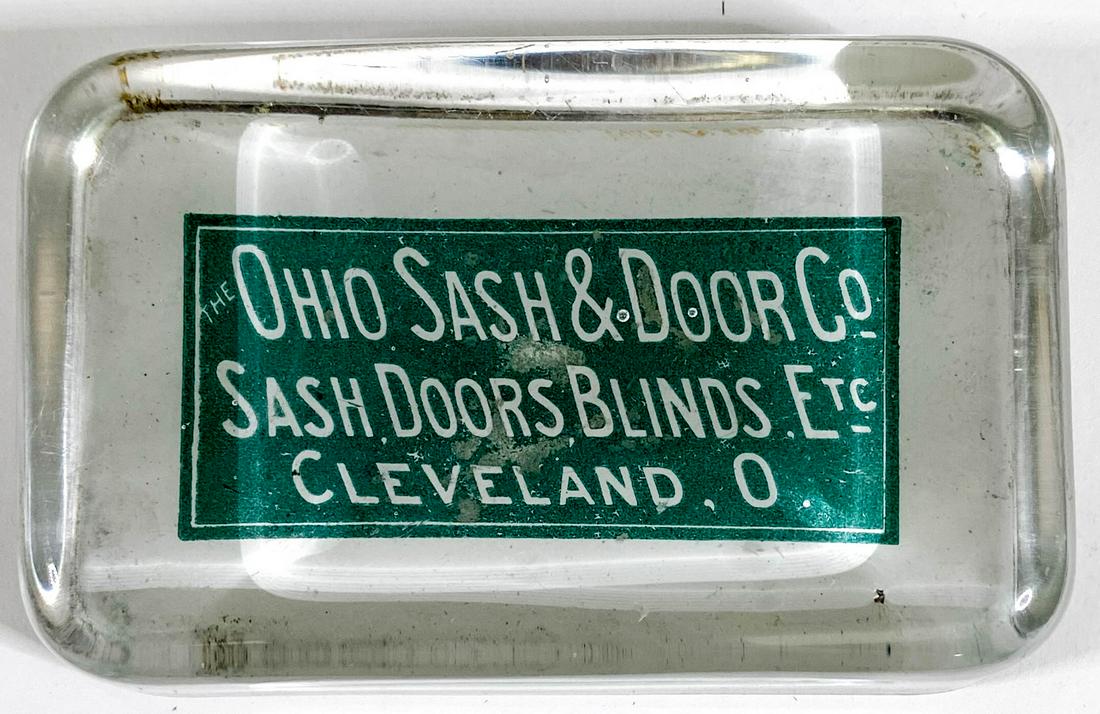 THE OHIO SASH & DOOR CO
SASH, DOORS BLINDS, ETC
CLEVELAND, O.